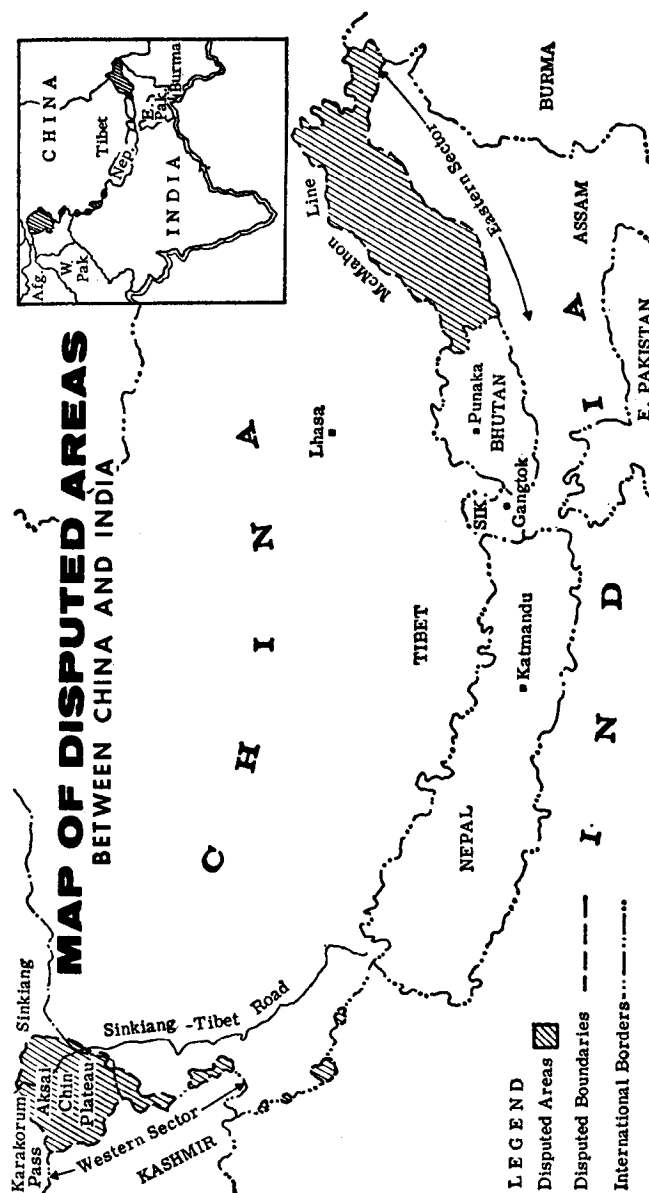 MAP OF DISPUTED AREAS
BETWEEN CHINA AND INDIA
CHINA
Tibet
Afg.
W.
Pak.
Nep.
E.
Pak.
Burma
INDIA
Karakorum
Pass
Sinkiang
Aksai
Chin
Plateau
Western Sector
KASHMIR
Sinkiang-Tibet Road
CHINA
Lhasa
TIBET
McMahon Line
Eastern Sector
NEPAL
Katmandu
SIK.
Gangtok
Punaka
BHUTAN
ASSAM
BURMA
E. PAKISTAN
INDIA
LEGEND
Disputed Areas
Disputed Boundaries
International Borders